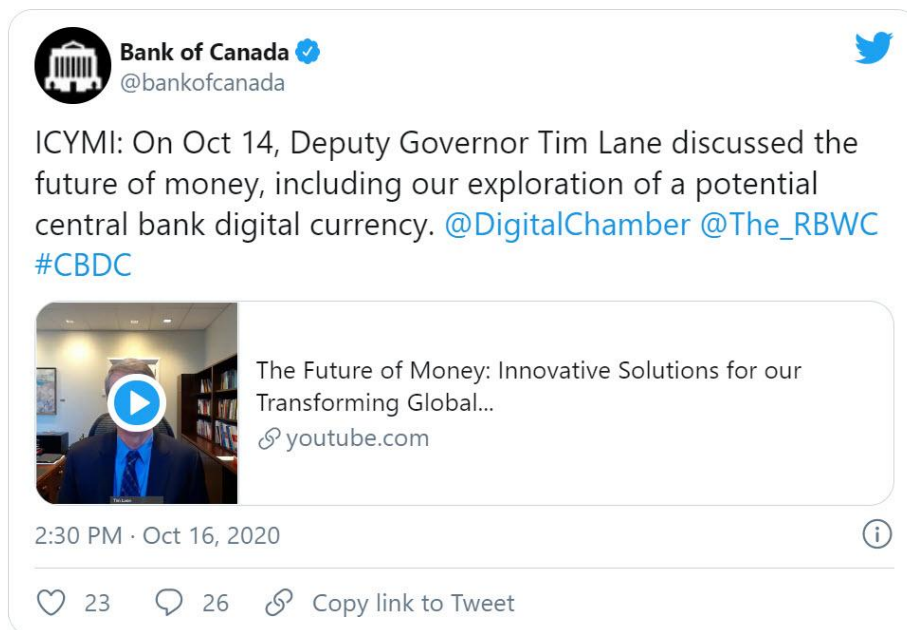 Bank of Canada
@bankofcanada
ICYMI: On Oct 14, Deputy Governor Tim Lane discussed the
future of money, including our exploration of a potential
central bank digital currency. @DigitalChamber @The_RBWC
#CBDC
Tim Lane
The Future of Money: Innovative Solutions for our
Transforming Global...
youtube.com
2:30 PM · Oct 16, 2020
23 26 Copy link to Tweet